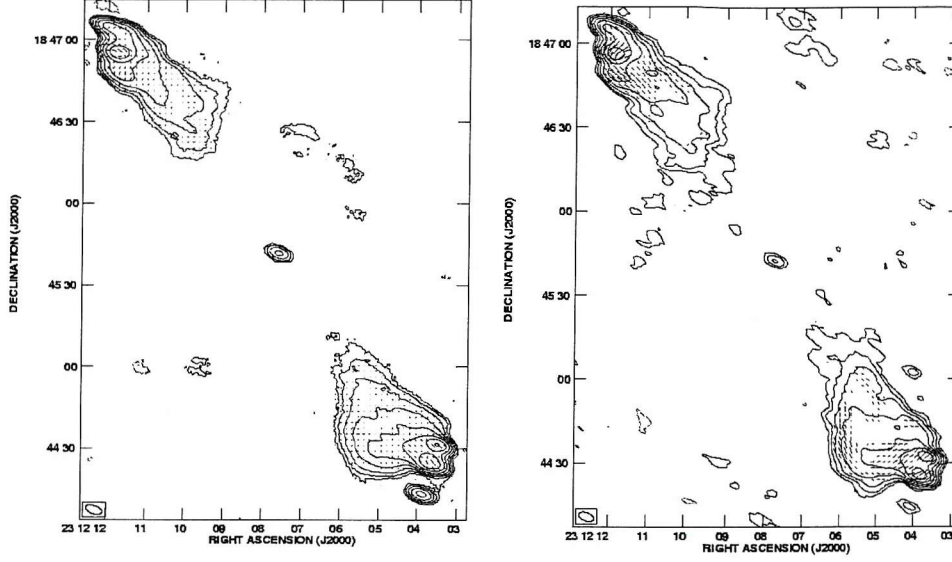 18 47 00
46 30
00
45 30
00
44 30
DECLINATION (J2000)
23 12 12 11 10 09 08 07 06 05 04 03
RIGHT ASCENSION (J2000)
18 47 00
46 30
00
45 30
00
44 30
DECLINATION (J2000)
23 12 12 11 10 09 08 07 06 05 04 03
RIGHT ASCENSION (J2000)